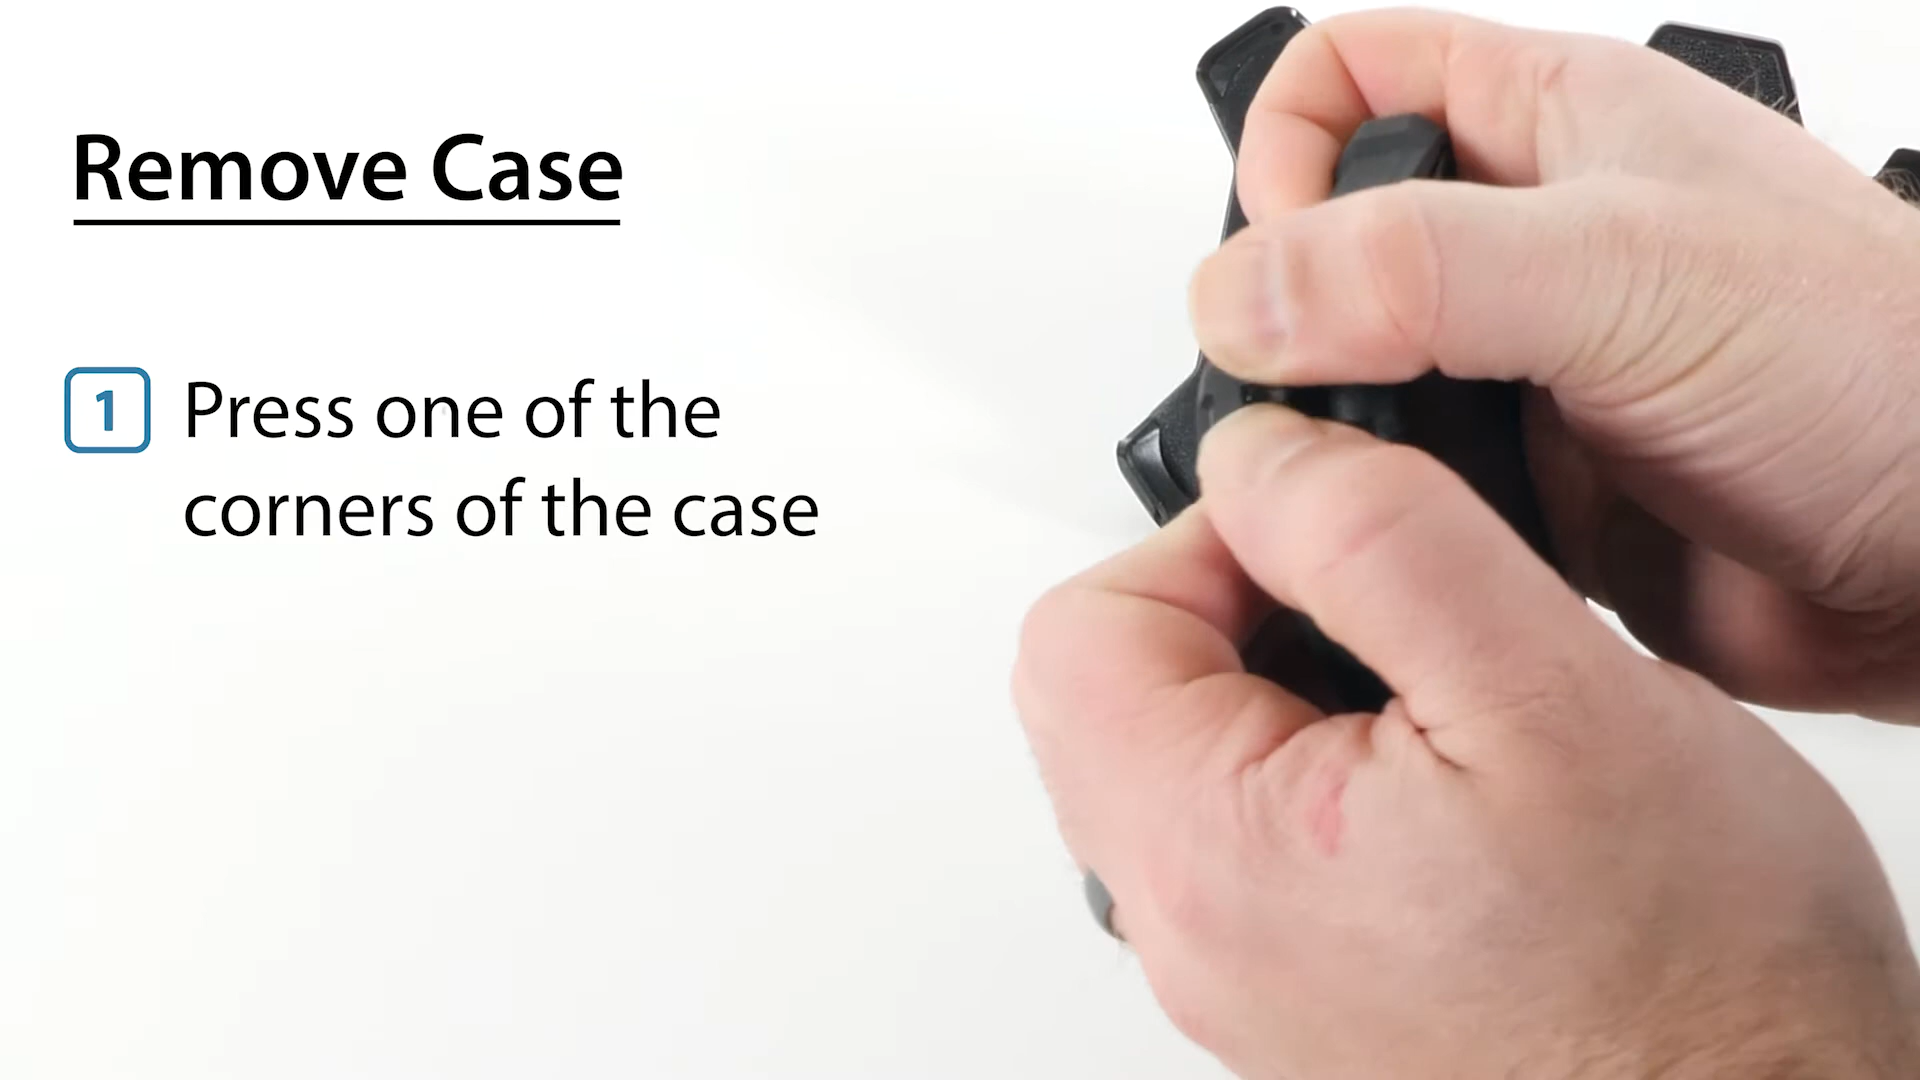 Remove Case
1 Press one of the
corners of the case